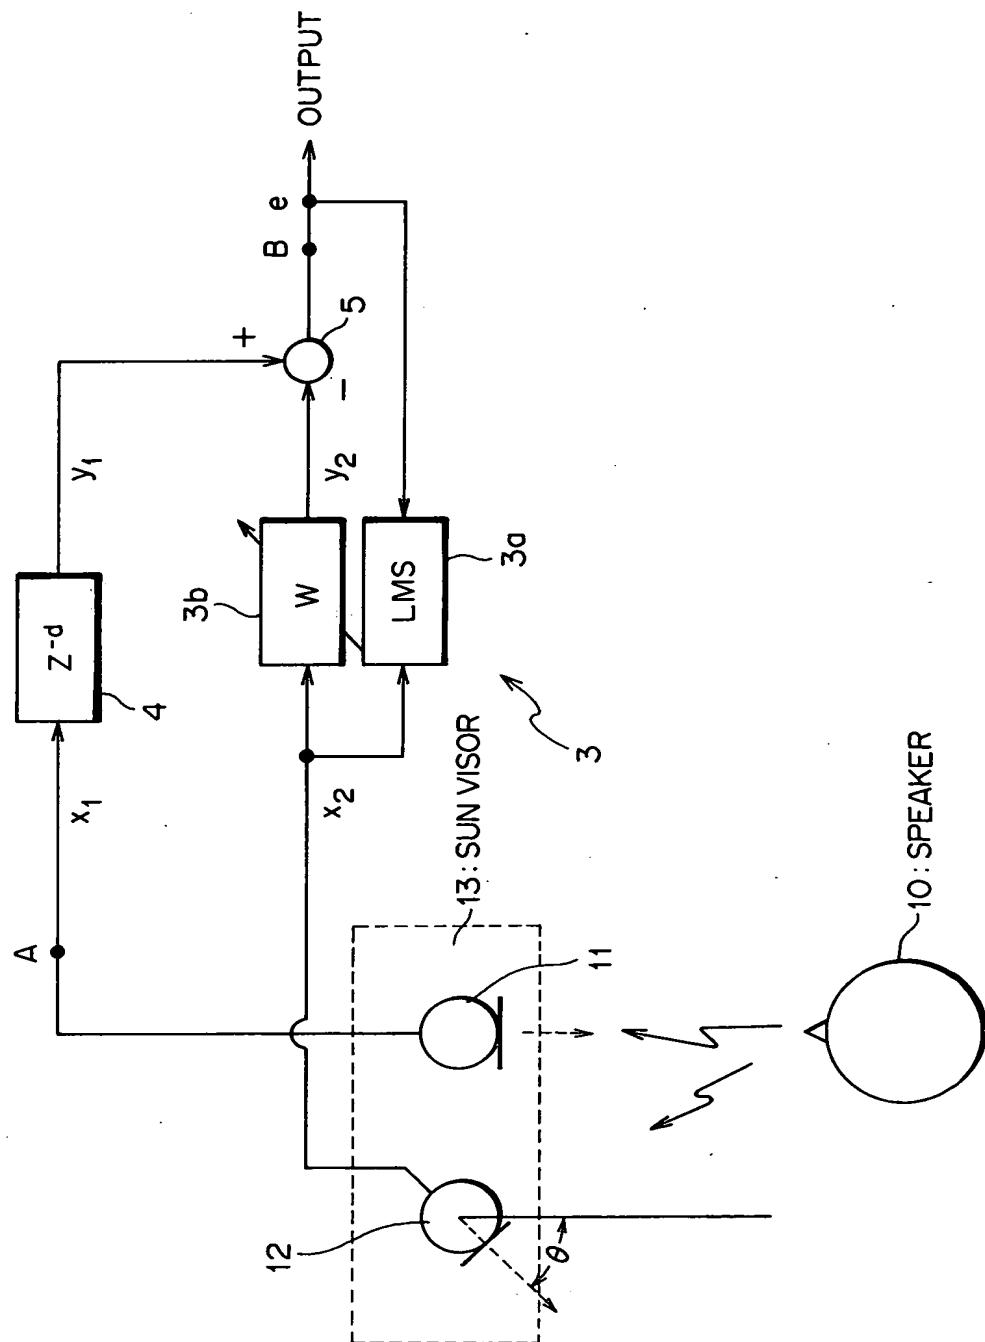 A
x₁
Z⁻ᵈ
4
y₁
+
5
−
B
e
OUTPUT
x₂
3b
W
y₂
LMS
3a
3
13: SUN VISOR
11
12
θ
10: SPEAKER